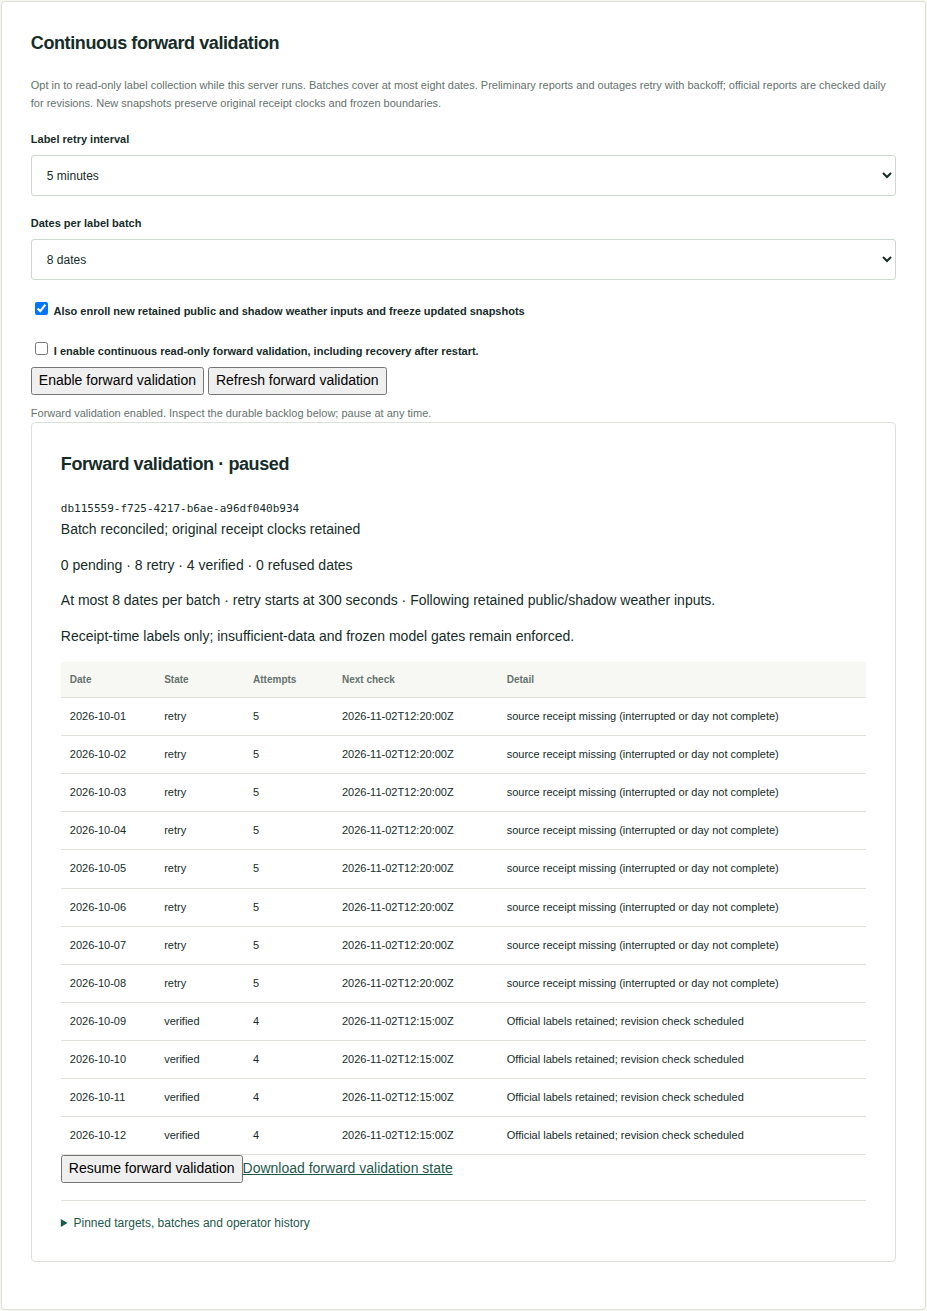 Continuous forward validation
Opt in to read-only label collection while this server runs. Batches cover at most eight dates. Preliminary reports and outages retry with backoff; official reports are checked daily
for revisions. New snapshots preserve original receipt clocks and frozen boundaries.
Label retry interval
5 minutes
Dates per label batch
8 dates
Also enroll new retained public and shadow weather inputs and freeze updated snapshots
I enable continuous read-only forward validation, including recovery after restart.
Enable forward validation Refresh forward validation
Forward validation enabled. Inspect the durable backlog below; pause at any time.
Forward validation · paused
db115559-f725-4217-b6ae-a96df040b934
Batch reconciled; original receipt clocks retained
0 pending · 8 retry · 4 verified · 0 refused dates
At most 8 dates per batch · retry starts at 300 seconds · Following retained public/shadow weather inputs.
Receipt-time labels only; insufficient-data and frozen model gates remain enforced.
Date State Attempts Next check Detail
2026-10-01 retry 5 2026-11-02T12:20:00Z source receipt missing (interrupted or day not complete)
2026-10-02 retry 5 2026-11-02T12:20:00Z source receipt missing (interrupted or day not complete)
2026-10-03 retry 5 2026-11-02T12:20:00Z source receipt missing (interrupted or day not complete)
2026-10-04 retry 5 2026-11-02T12:20:00Z source receipt missing (interrupted or day not complete)
2026-10-05 retry 5 2026-11-02T12:20:00Z source receipt missing (interrupted or day not complete)
2026-10-06 retry 5 2026-11-02T12:20:00Z source receipt missing (interrupted or day not complete)
2026-10-07 retry 5 2026-11-02T12:20:00Z source receipt missing (interrupted or day not complete)
2026-10-08 retry 5 2026-11-02T12:20:00Z source receipt missing (interrupted or day not complete)
2026-10-09 verified 4 2026-11-02T12:15:00Z Official labels retained; revision check scheduled
2026-10-10 verified 4 2026-11-02T12:15:00Z Official labels retained; revision check scheduled
2026-10-11 verified 4 2026-11-02T12:15:00Z Official labels retained; revision check scheduled
2026-10-12 verified 4 2026-11-02T12:15:00Z Official labels retained; revision check scheduled
Resume forward validation Download forward validation state
Pinned targets, batches and operator history